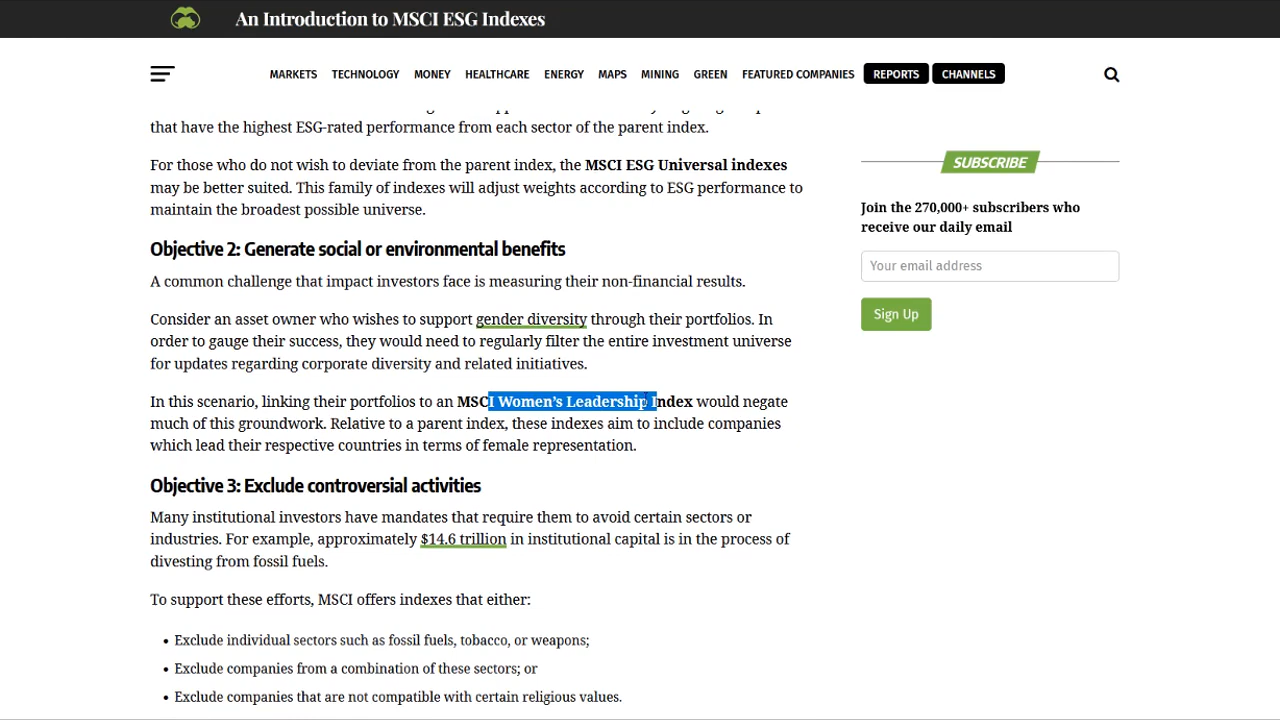 An Introduction to MSCI ESG Indexes
MARKETS TECHNOLOGY MONEY HEALTHCARE ENERGY MAPS MINING GREEN FEATURED COMPANIES REPORTS CHANNELS
that have the highest ESG-rated performance from each sector of the parent index.
For those who do not wish to deviate from the parent index, the MSCI ESG Universal indexes
may be better suited. This family of indexes will adjust weights according to ESG performance to
maintain the broadest possible universe.
Objective 2: Generate social or environmental benefits
A common challenge that impact investors face is measuring their non-financial results.
Consider an asset owner who wishes to support gender diversity through their portfolios. In
order to gauge their success, they would need to regularly filter the entire investment universe
for updates regarding corporate diversity and related initiatives.
In this scenario, linking their portfolios to an MSCI Women’s Leadership Index would negate
much of this groundwork. Relative to a parent index, these indexes aim to include companies
which lead their respective countries in terms of female representation.
Objective 3: Exclude controversial activities
Many institutional investors have mandates that require them to avoid certain sectors or
industries. For example, approximately $14.6 trillion in institutional capital is in the process of
divesting from fossil fuels.
To support these efforts, MSCI offers indexes that either:
• Exclude individual sectors such as fossil fuels, tobacco, or weapons;
• Exclude companies from a combination of these sectors; or
• Exclude companies that are not compatible with certain religious values.
SUBSCRIBE
Join the 270,000+ subscribers who
receive our daily email
Your email address
Sign Up